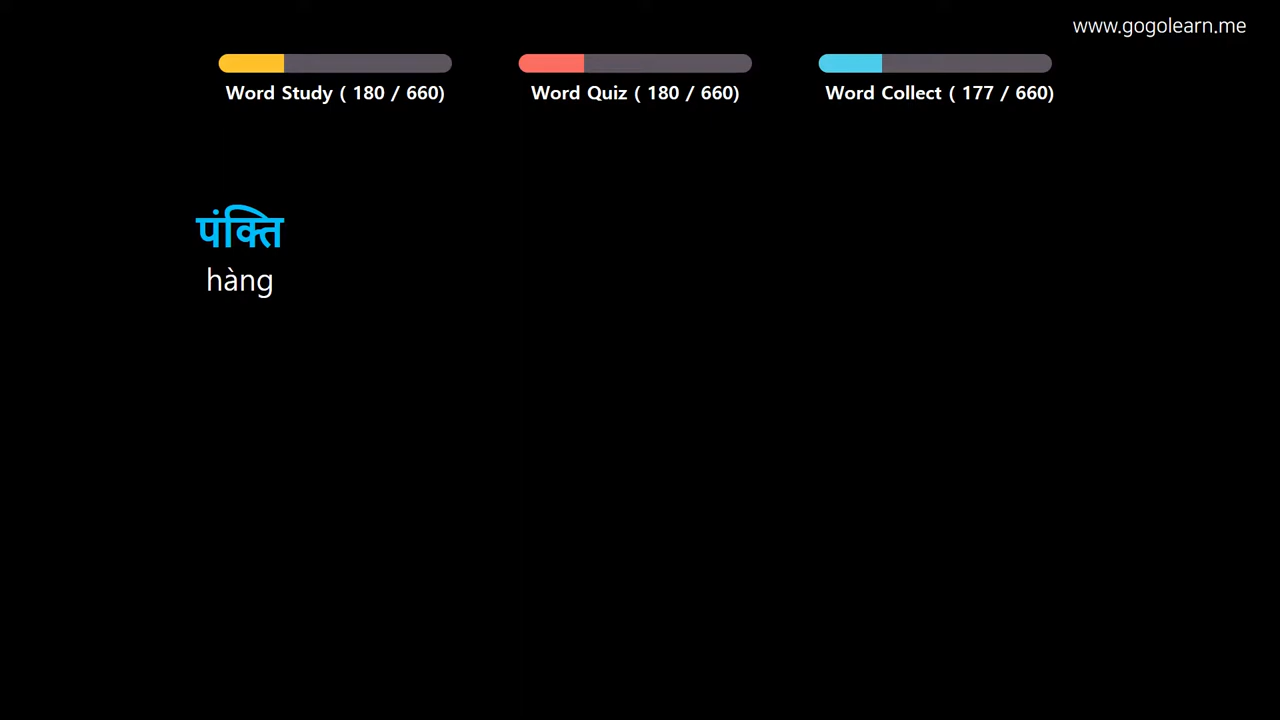 www.gogolearn.me
Word Study ( 180 / 660)
Word Quiz ( 180 / 660)
Word Collect ( 177 / 660)
पंक्ति
hàng